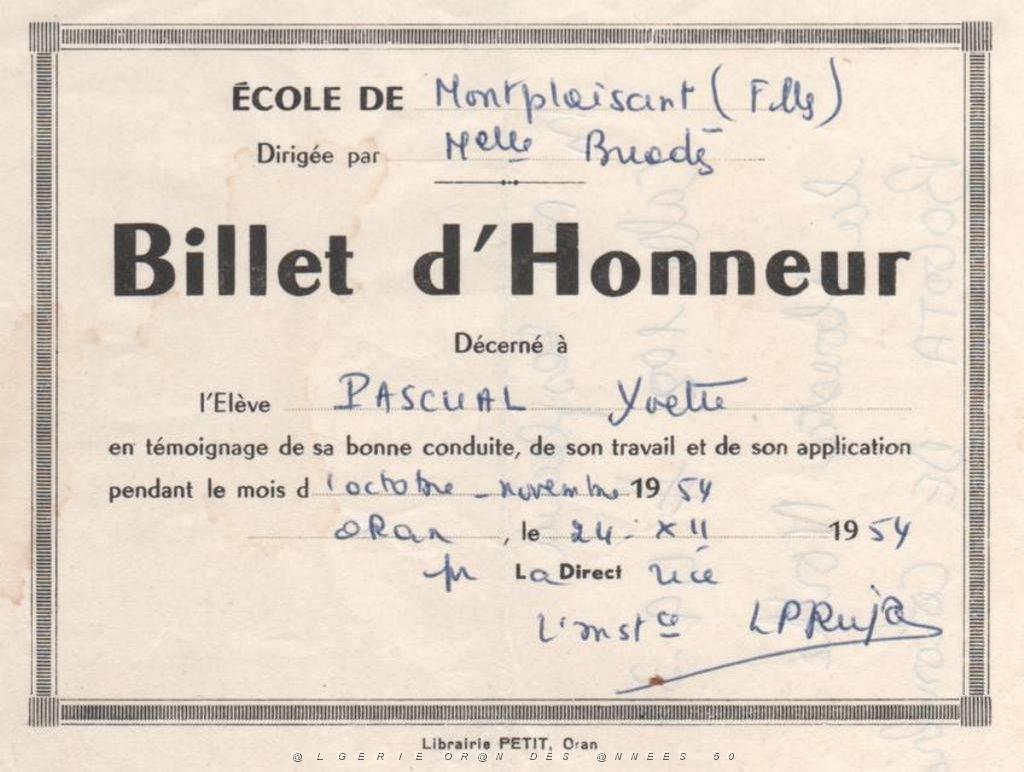 ÉCOLE DE Montplaisant (Filles)
Dirigée par Melle
Billet d'Honneur
Décerné à
l'Elève PASCUAL Yvette
en témoignage de sa bonne conduite, de son travail et de son application
pendant le mois d'octobre - novembre 1954
ORAN, le 24 - XII 1954
pr La Directrice
L'instce
Librairie PETIT, Oran
@LGERIE OR@N DES @NNEES 50